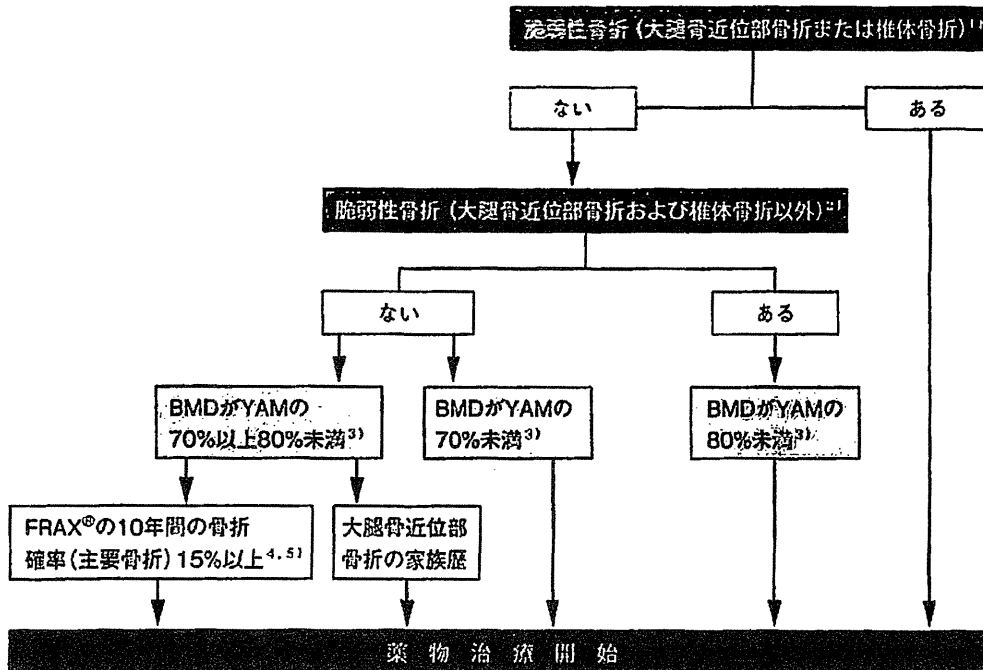 脆弱性骨折（大腿骨近位部骨折または椎体骨折）1)
ない
ある
脆弱性骨折（大腿骨近位部骨折および椎体骨折以外）2)
ない
ある
BMDがYAMの
70%以上80%未満3)
BMDがYAMの
70%未満3)
BMDがYAMの
80%未満3)
FRAX®の10年間の骨折
確率（主要骨折）15%以上4,5)
大腿骨近位部
骨折の家族歴
薬物治療開始